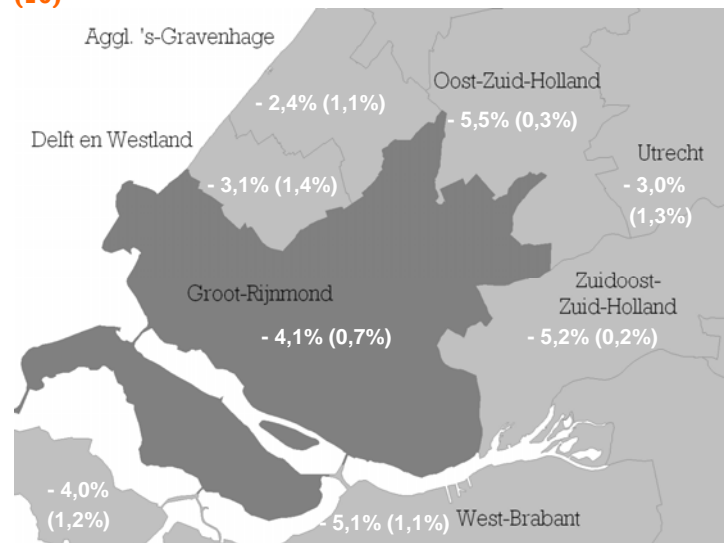 Aggl. 's-Gravenhage
Oost-Zuid-Holland
- 2,4% (1,1%)
- 5,5% (0,3%)
Delft en Westland
Utrecht
- 3,1% (1,4%)
- 3,0%
(1,3%)
Groot-Rijnmond
Zuidoost-
Zuid-Holland
- 4,1% (0,7%)
- 5,2% (0,2%)
- 4,0%
(1,2%)
- 5,1% (1,1%)
West-Brabant